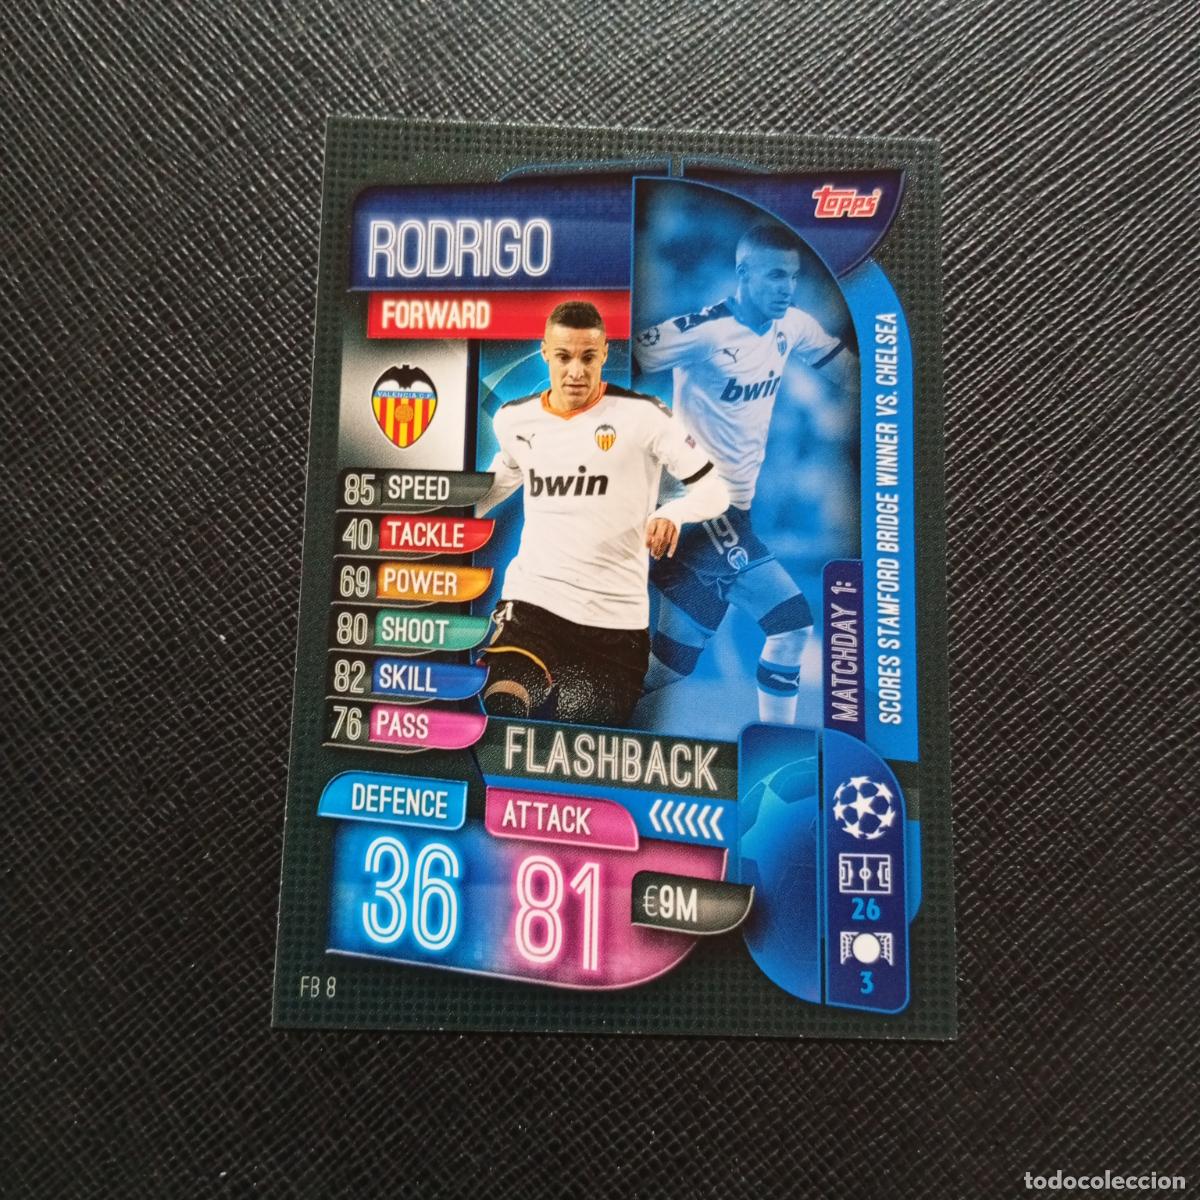 topps
RODRIGO
FORWARD
VALENCIA C.F
bwin
bwin
19
85 SPEED
40 TACKLE
69 POWER
80 SHOOT
82 SKILL
76 PASS
MATCHDAY 1:
SCORES STAMFORD BRIDGE WINNER VS. CHELSEA
FLASHBACK
DEFENCE
36
ATTACK
81
€9M
26
3
FB 8
todocoleccion